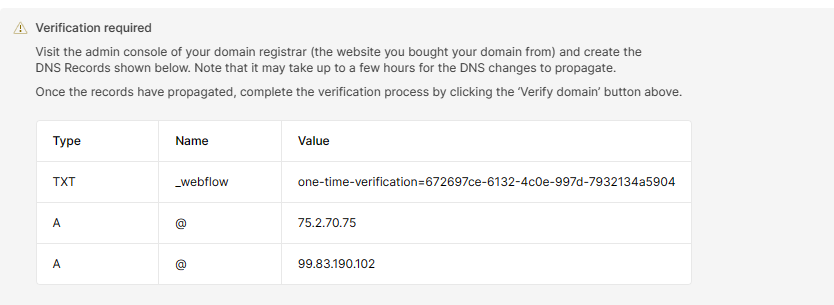 Verification required
Visit the admin console of your domain registrar (the website you bought your domain from) and create the
DNS Records shown below. Note that it may take up to a few hours for the DNS changes to propagate.
Once the records have propagated, complete the verification process by clicking the ‘Verify domain’ button above.
Type Name Value
TXT _webflow one-time-verification=672697ce-6132-4c0e-997d-7932134a5904
A @ 75.2.70.75
A @ 99.83.190.102